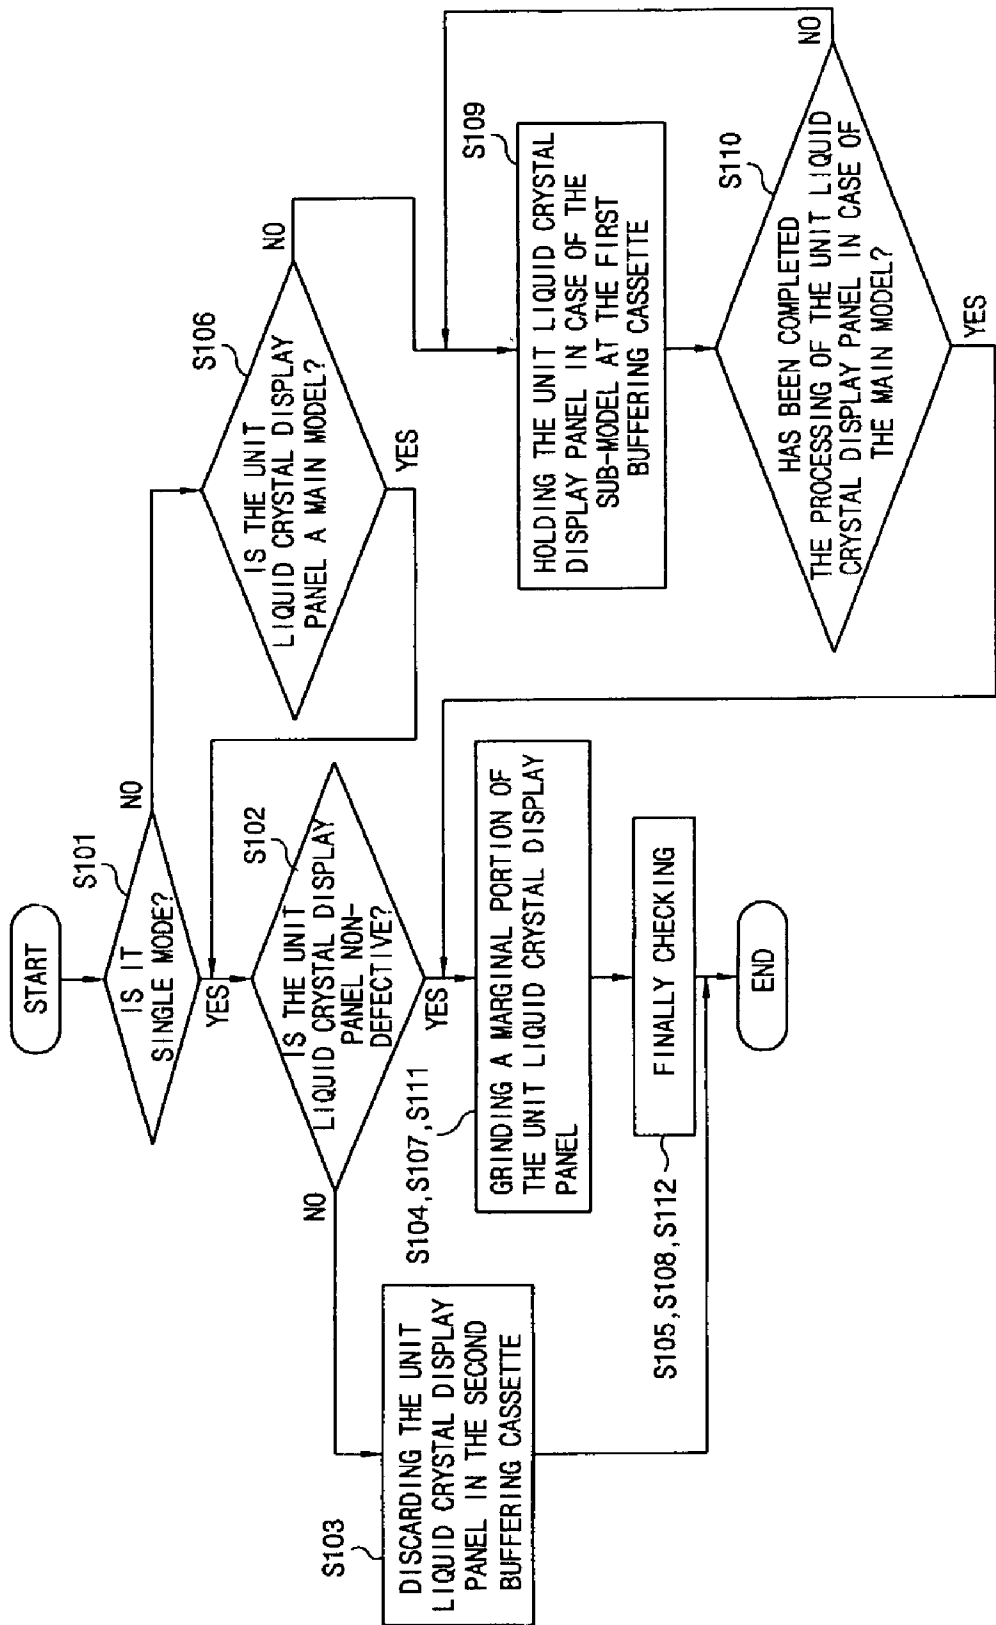 START
S101
IS IT
SINGLE MODE?
NO
YES
S106
IS THE UNIT
LIQUID CRYSTAL DISPLAY
PANEL A MAIN MODEL?
NO
YES
S102
IS THE UNIT
LIQUID CRYSTAL DISPLAY
PANEL NON-
DEFECTIVE?
NO
YES
S103
DISCARDING THE UNIT
LIQUID CRYSTAL DISPLAY
PANEL IN THE SECOND
BUFFERING CASSETTE
S104, S107, S111
GRINDING A MARGINAL PORTION OF
THE UNIT LIQUID CRYSTAL DISPLAY
PANEL
S109
HOLDING THE UNIT LIQUID CRYSTAL
DISPLAY PANEL IN CASE OF THE
SUB-MODEL AT THE FIRST
BUFFERING CASSETTE
S110
HAS BEEN COMPLETED
THE PROCESSING OF THE UNIT LIQUID
CRYSTAL DISPLAY PANEL IN CASE OF
THE MAIN MODEL?
NO
YES
S105, S108, S112
FINALLY CHECKING
END